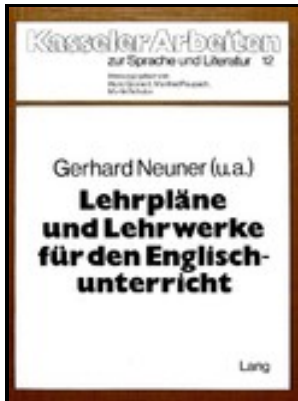 Kasseler Arbeiten
zur Sprache und Literatur 12
Gerhard Neuner (u.a.)
Lehrpläne
und Lehrwerke
für den Englisch-
unterricht
Lang